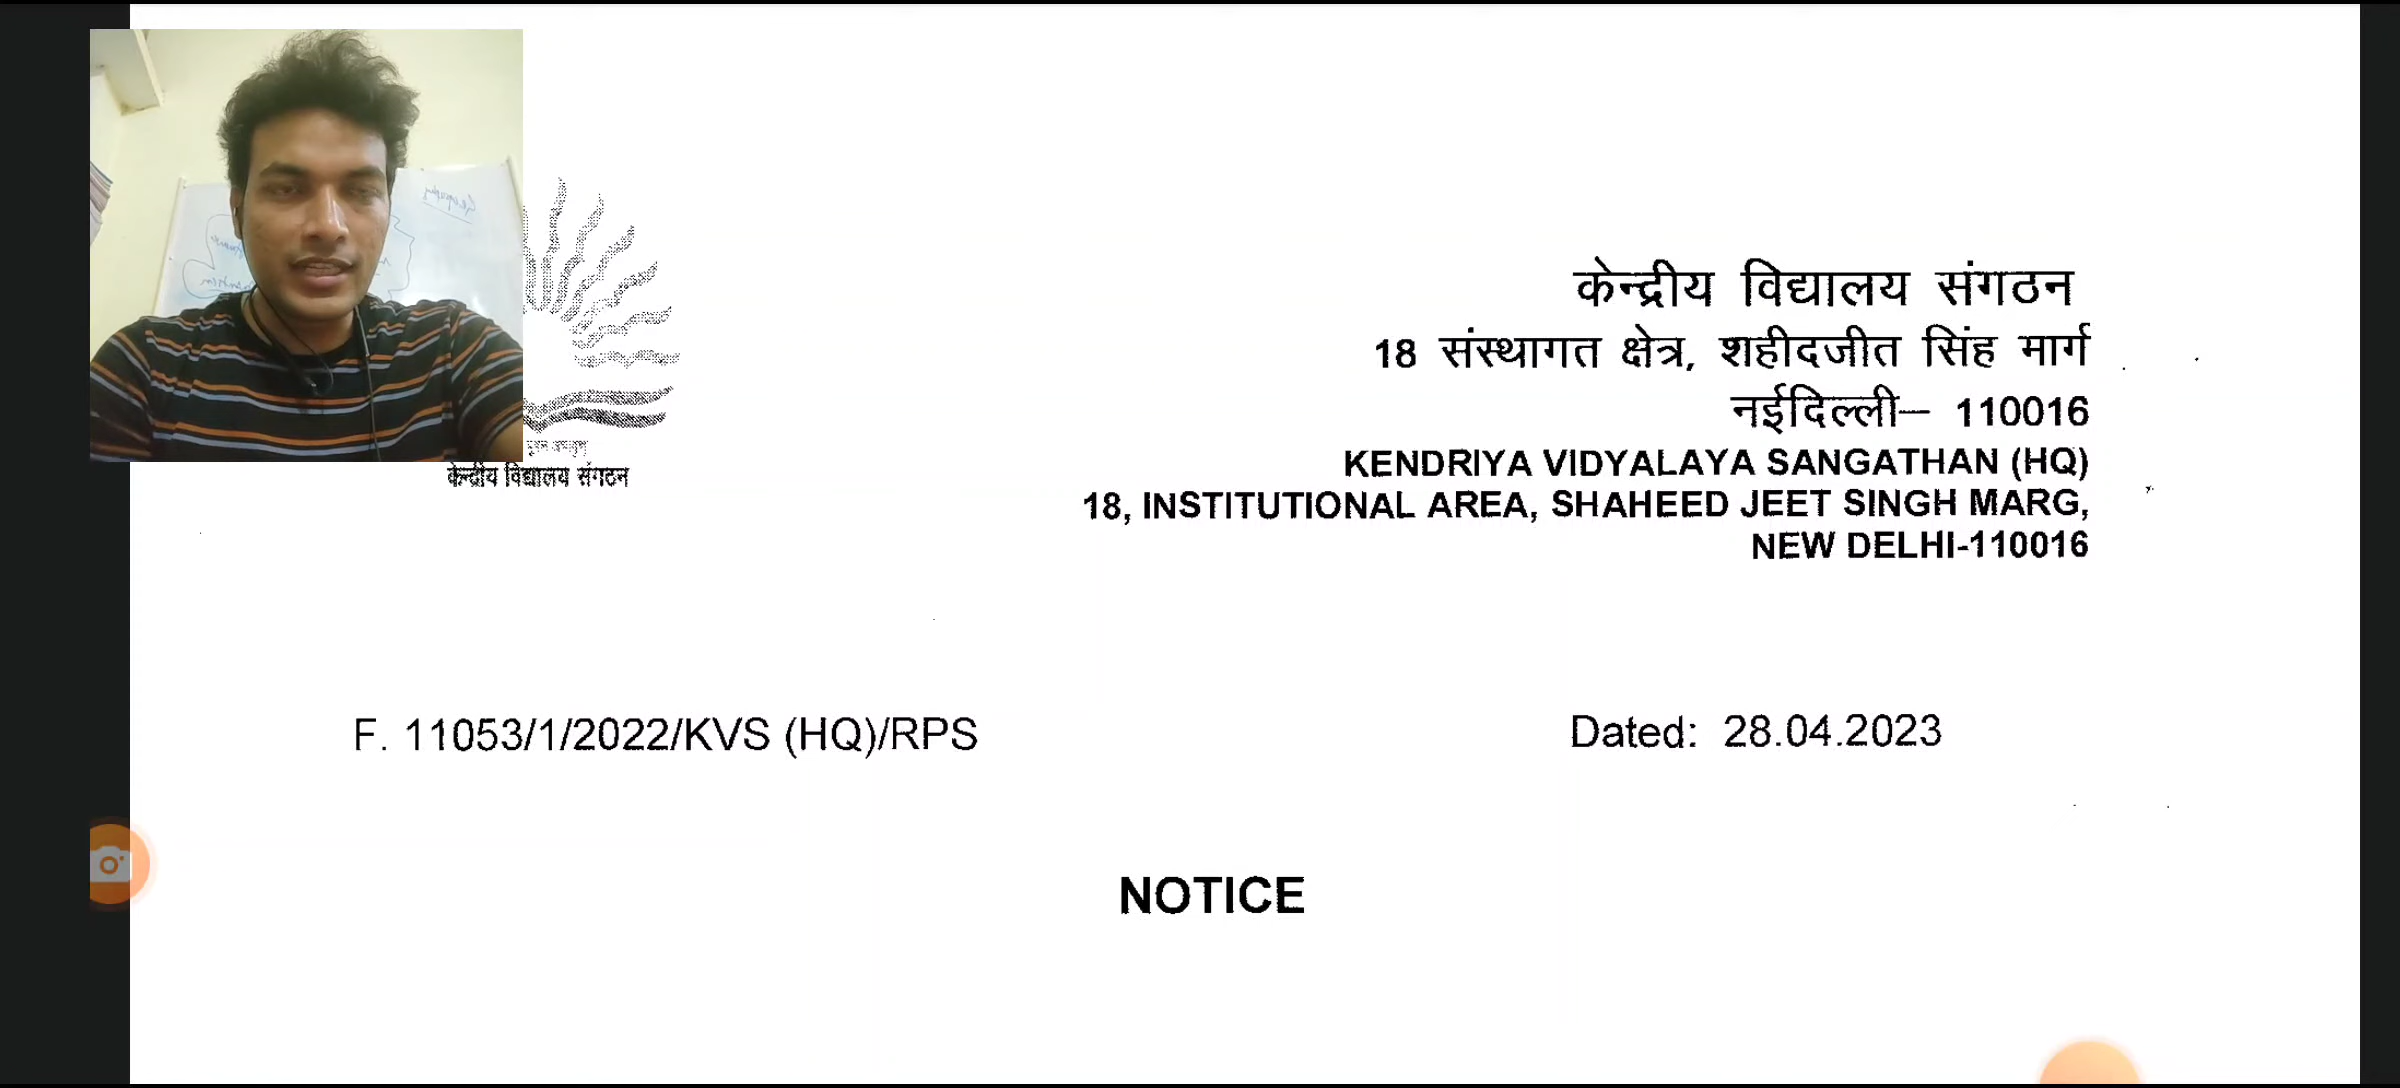 केन्द्रीय विद्यालय संगठन
18 संस्थागत क्षेत्र, शहीदजीत सिंह मार्ग
नईदिल्ली– 110016
KENDRIYA VIDYALAYA SANGATHAN (HQ)
18, INSTITUTIONAL AREA, SHAHEED JEET SINGH MARG,
NEW DELHI-110016
केन्द्रीय विद्यालय संगठन
Geography
F. 11053/1/2022/KVS (HQ)/RPS
Dated: 28.04.2023
NOTICE